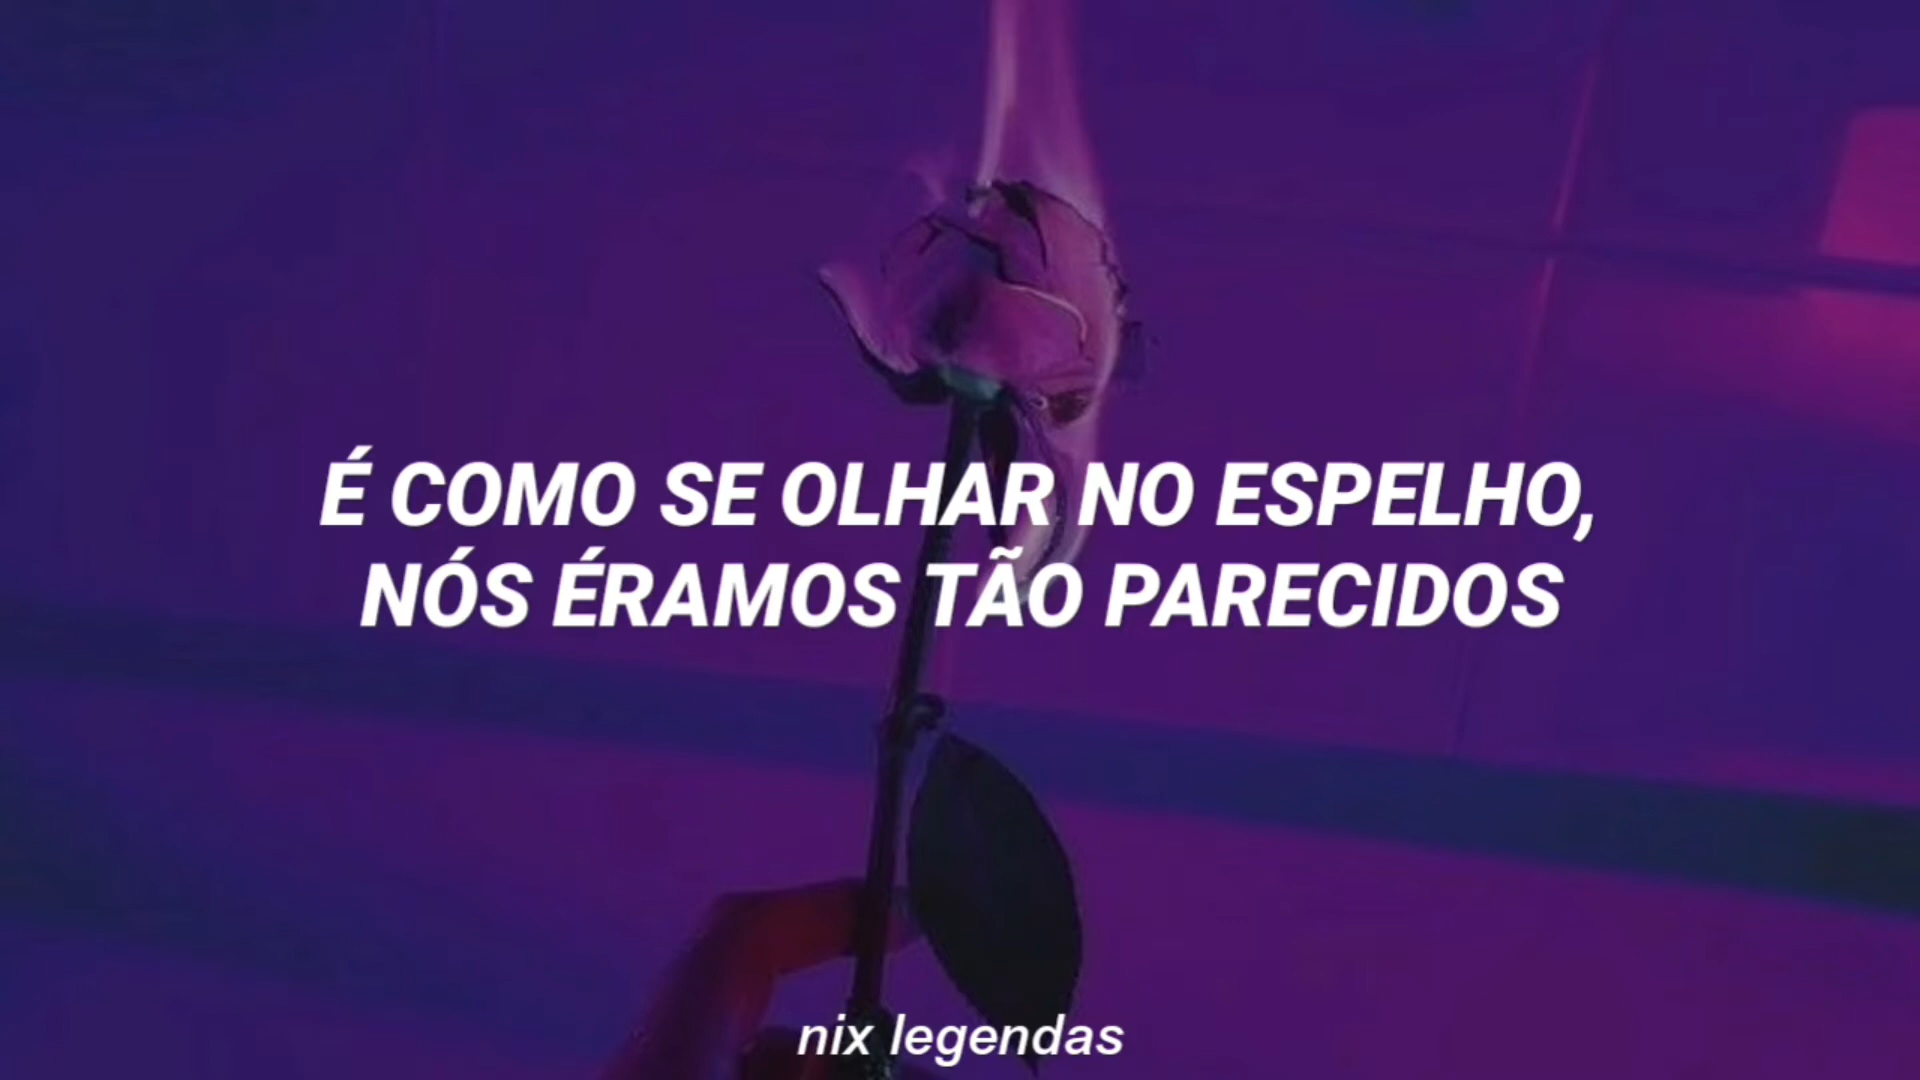 É COMO SE OLHAR NO ESPELHO,
NÓS ÉRAMOS TÃO PARECIDOS
nix legendas